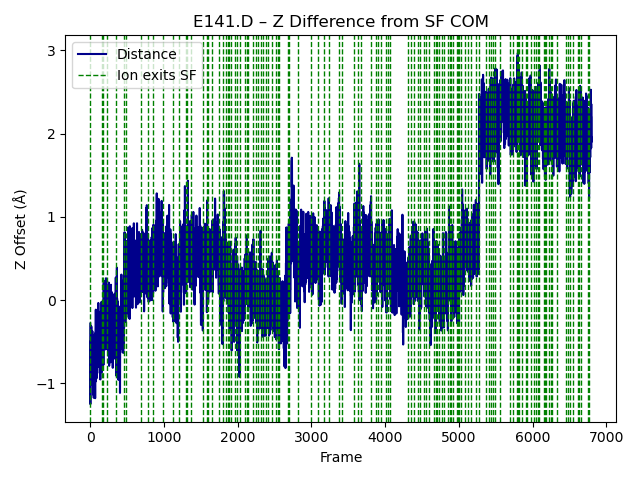 E141.D – Z Difference from SF COM
Distance
Ion exits SF
Z Offset (Å)
3
2
1
0
−1
0 1000 2000 3000 4000 5000 6000 7000
Frame